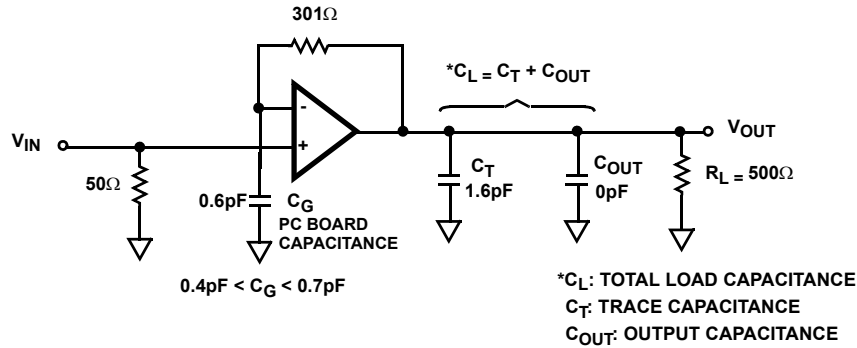 301Ω
*CL = CT + COUT
-
+
VIN
VOUT
50Ω
0.6pF
CG
PC BOARD
CAPACITANCE
CT
1.6pF
COUT
0pF
RL = 500Ω
0.4pF < CG < 0.7pF
*CL: TOTAL LOAD CAPACITANCE
CT: TRACE CAPACITANCE
COUT: OUTPUT CAPACITANCE